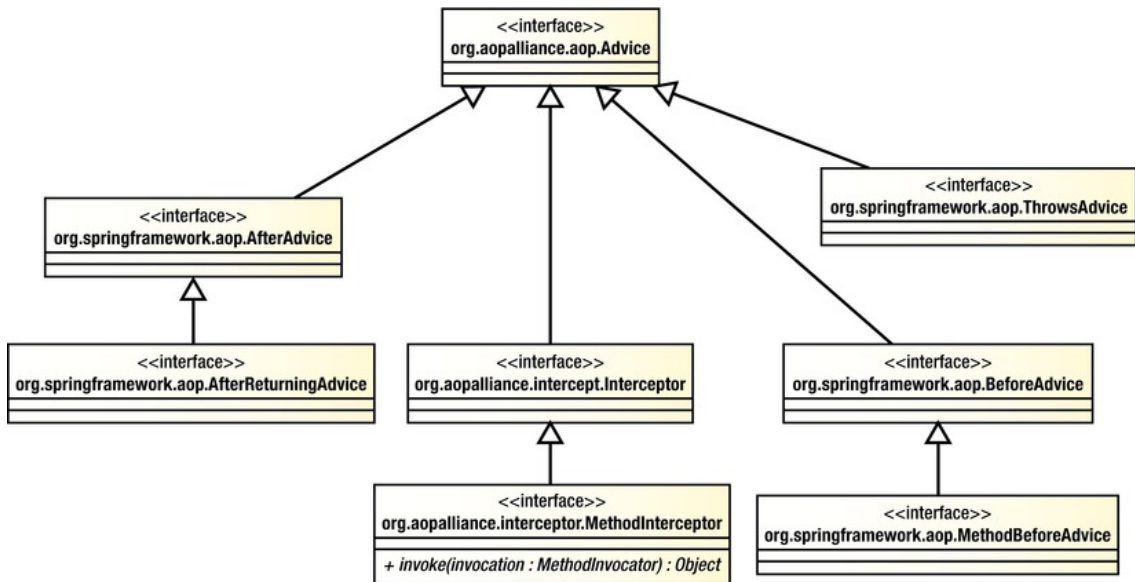 <<interface>>
org.aopalliance.aop.Advice
<<interface>>
org.springframework.aop.AfterAdvice
<<interface>>
org.springframework.aop.ThrowsAdvice
<<interface>>
org.springframework.aop.AfterReturningAdvice
<<interface>>
org.aopalliance.intercept.Interceptor
<<interface>>
org.springframework.aop.BeforeAdvice
<<interface>>
org.aopalliance.interceptor.MethodInterceptor
+ invoke(invocation : MethodInvocator) : Object
<<interface>>
org.springframework.aop.MethodBeforeAdvice